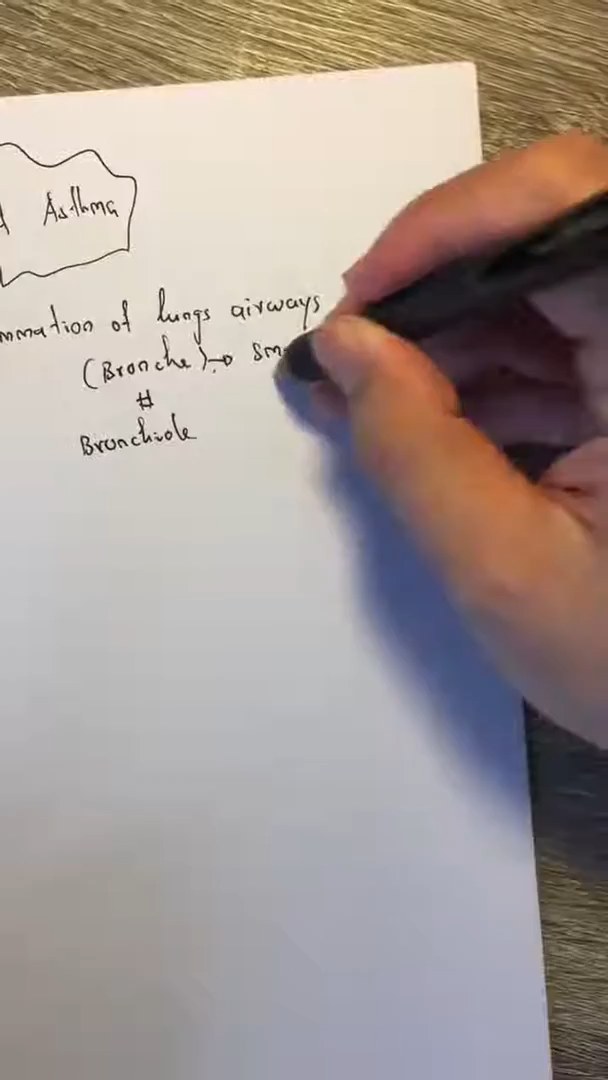 Asthma
mmation of lungs airways
(Bronche) → sm
#
Bronchiole